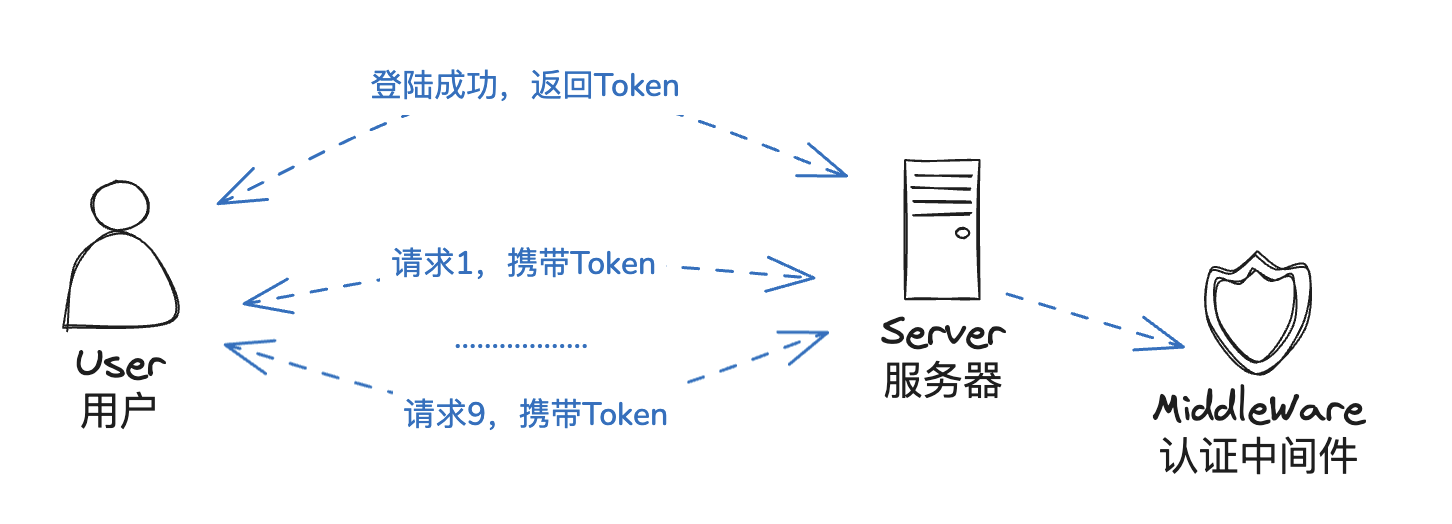 登陆成功，返回Token
请求1，携带Token
..................
请求9，携带Token
User
用户
Server
服务器
MiddleWare
认证中间件